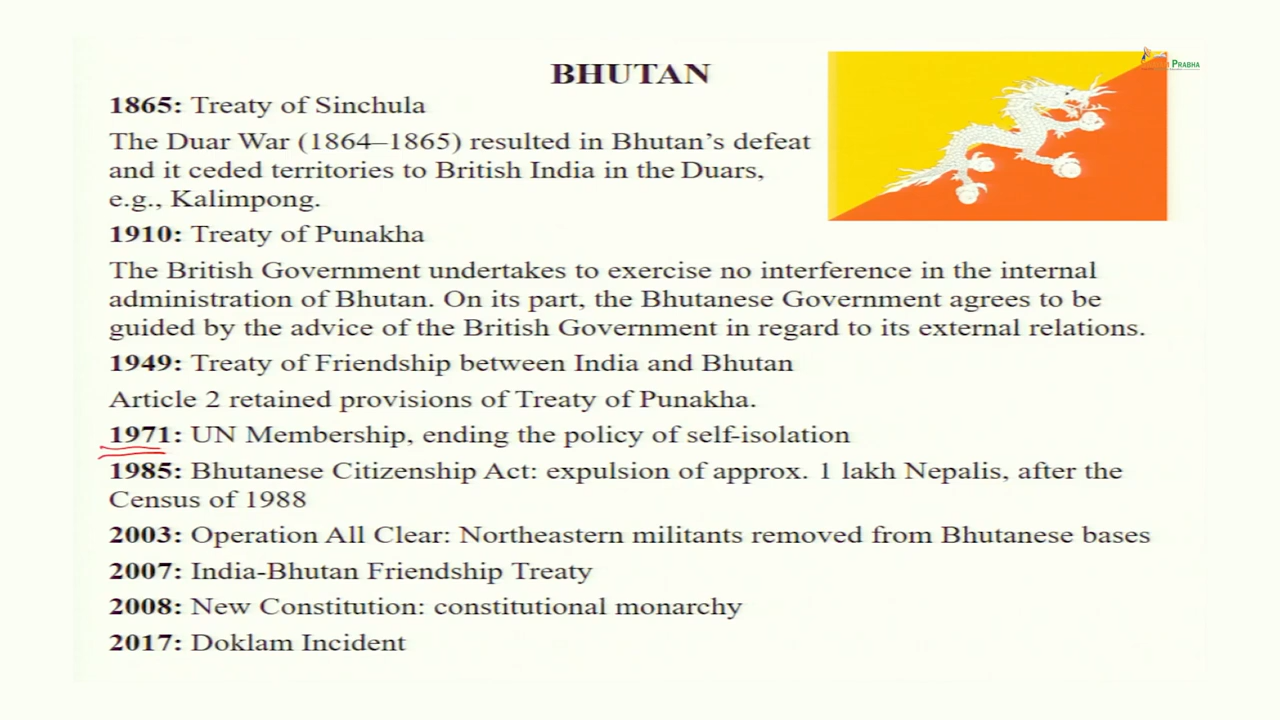 BHUTAN
1865: Treaty of Sinchula
The Duar War (1864–1865) resulted in Bhutan's defeat
and it ceded territories to British India in the Duars,
e.g., Kalimpong.
1910: Treaty of Punakha
The British Government undertakes to exercise no interference in the internal
administration of Bhutan. On its part, the Bhutanese Government agrees to be
guided by the advice of the British Government in regard to its external relations.
1949: Treaty of Friendship between India and Bhutan
Article 2 retained provisions of Treaty of Punakha.
1971: UN Membership, ending the policy of self-isolation
1985: Bhutanese Citizenship Act: expulsion of approx. 1 lakh Nepalis, after the
Census of 1988
2003: Operation All Clear: Northeastern militants removed from Bhutanese bases
2007: India-Bhutan Friendship Treaty
2008: New Constitution: constitutional monarchy
2017: Doklam Incident
PRABHA